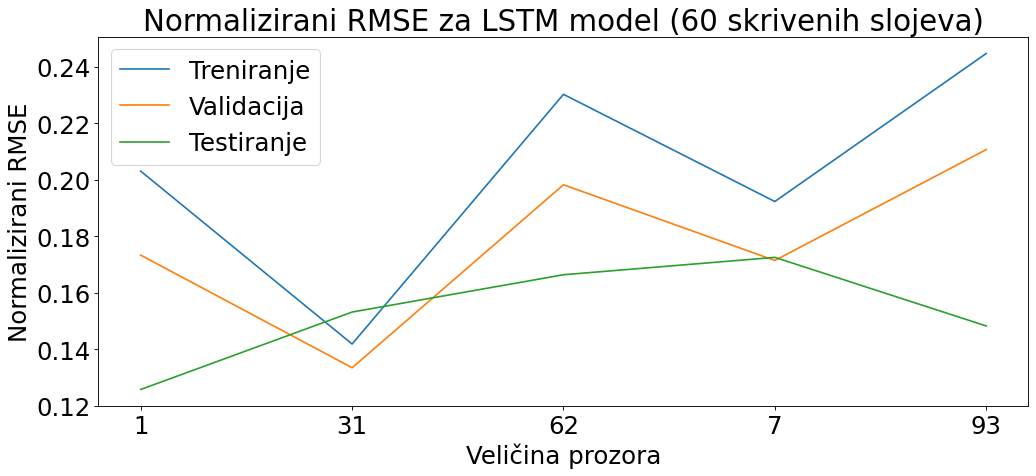 Normalizirani RMSE za LSTM model (60 skrivenih slojeva)
Treniranje
Validacija
Testiranje
Normalizirani RMSE
0.24
0.22
0.20
0.18
0.16
0.14
0.12
1 31 62 7 93
Veličina prozora